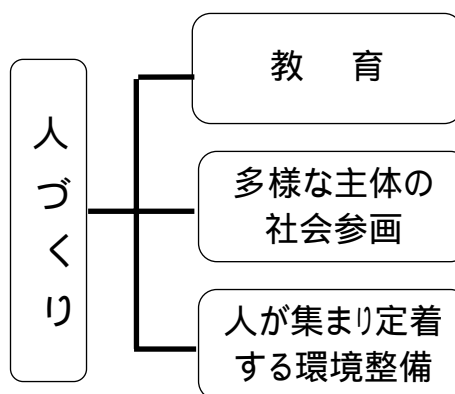 人づくり
教　育
多様な主体の
社会参画
人が集まり定着
する環境整備